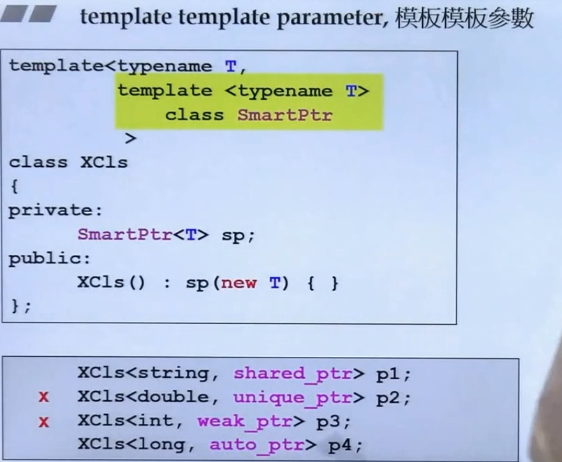 template template parameter, 模板模板參數
template<typename T,
template <typename T>
class SmartPtr
>
class XCls
{
private:
SmartPtr<T> sp;
public:
XCls() : sp(new T) { }
};
XCls<string, shared_ptr> p1;
x XCls<double, unique_ptr> p2;
x XCls<int, weak_ptr> p3;
XCls<long, auto_ptr> p4;